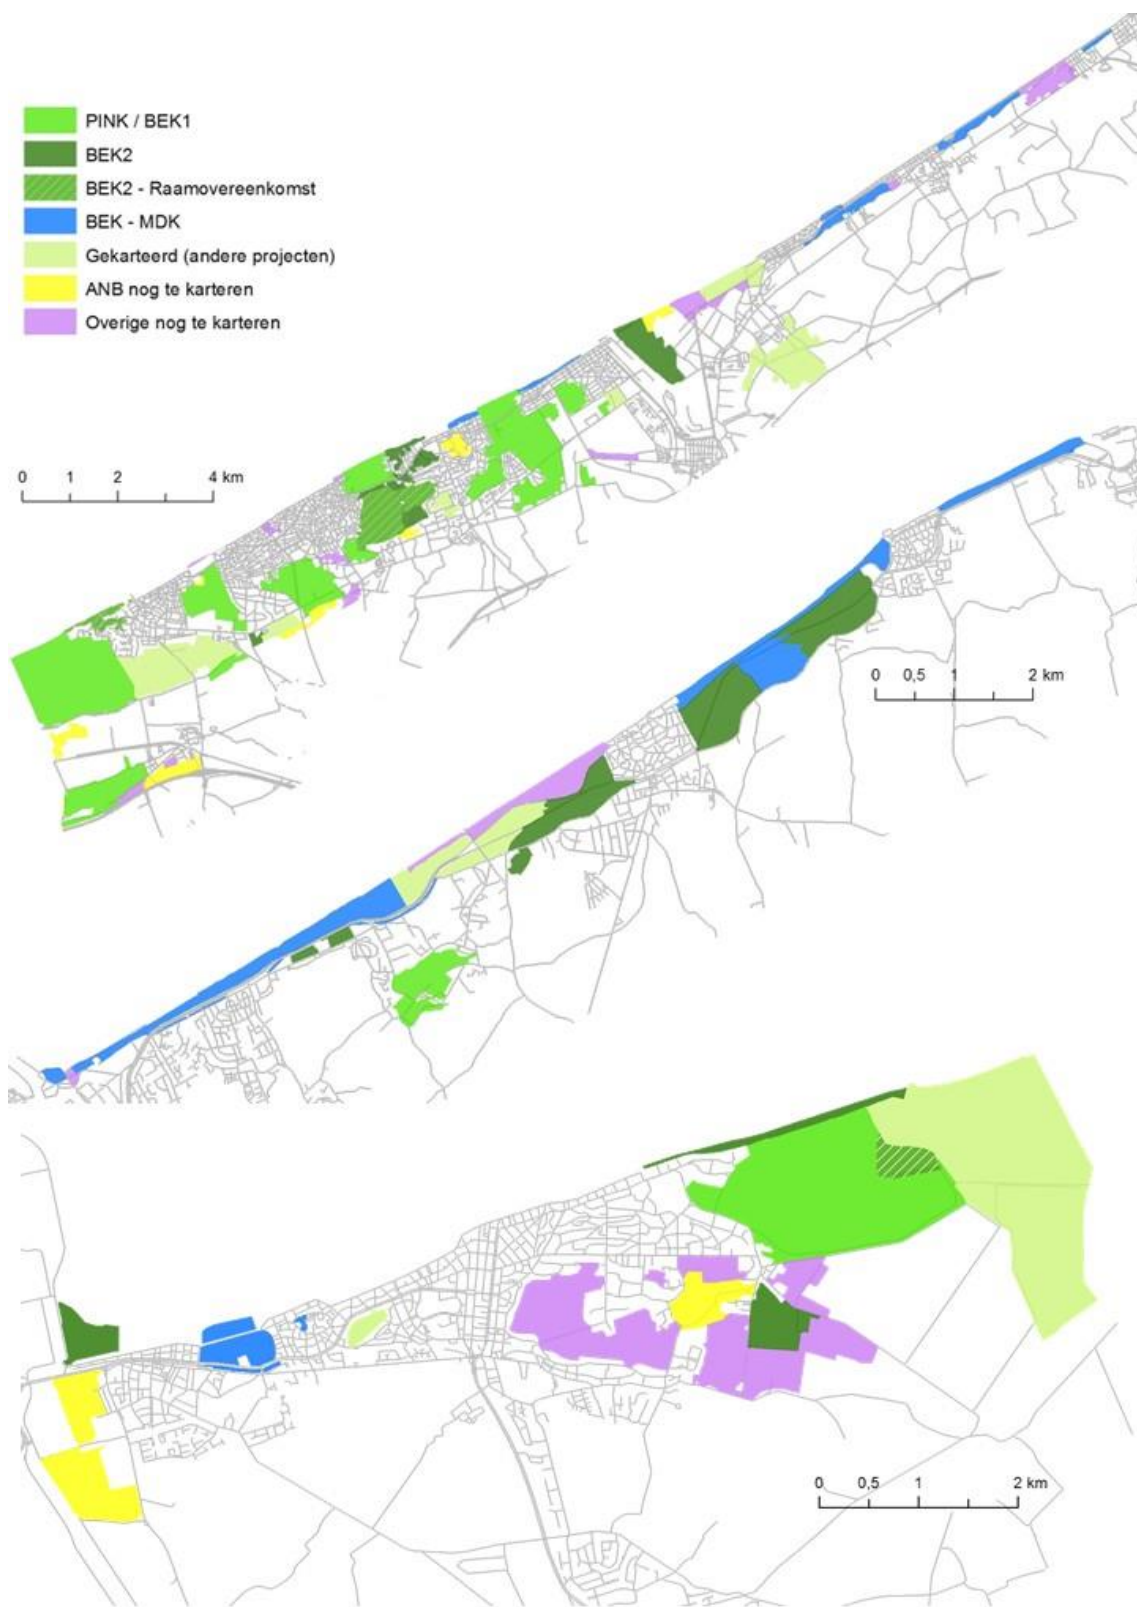 PINK / BEK1
BEK2
BEK2 - Raamovereenkomst
BEK - MDK
Gekarteerd (andere projecten)
ANB nog te karteren
Overige nog te karteren
0 1 2 4 km
0 0,5 1 2 km
0 0,5 1 2 km